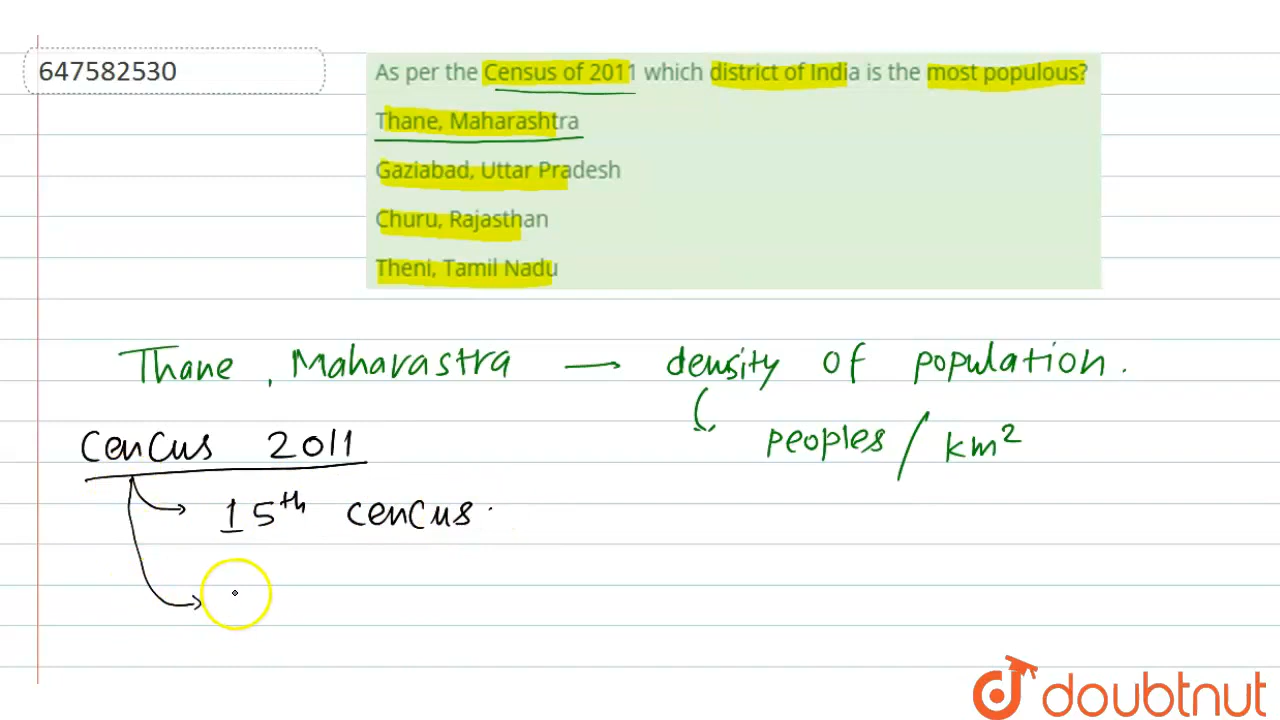 647582530
As per the Census of 2011 which district of India is the most populous?
Thane, Maharashtra
Gaziabad, Uttar Pradesh
Churu, Rajasthan
Theni, Tamil Nadu
Thane, Maharastra — density of population.
peoples / km²
Cencus 2011
15th cencus.
doubtnut